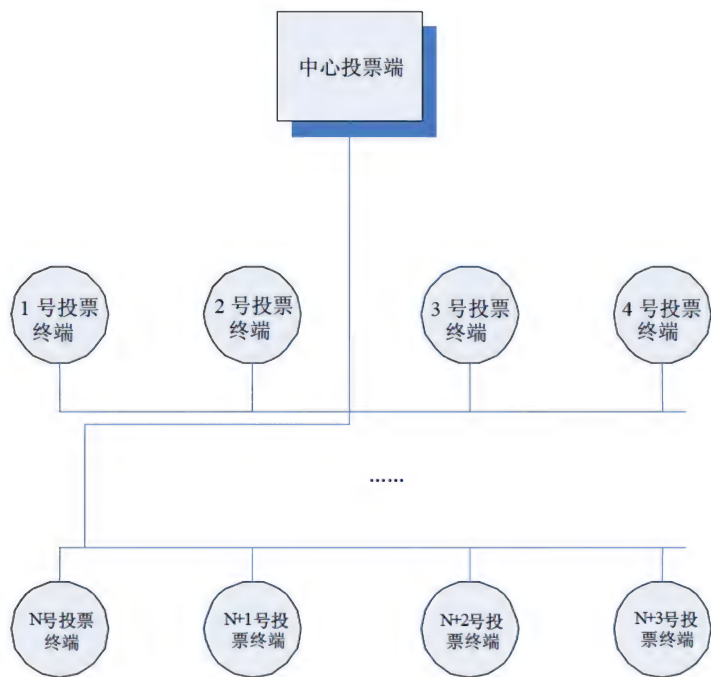 中心投票端
1 号投票
终端
2 号投票
终端
3 号投票
终端
4 号投票
终端
......
N号投票
终端
N+1号投
票终端
N+2号投
票终端
N+3号投
票终端